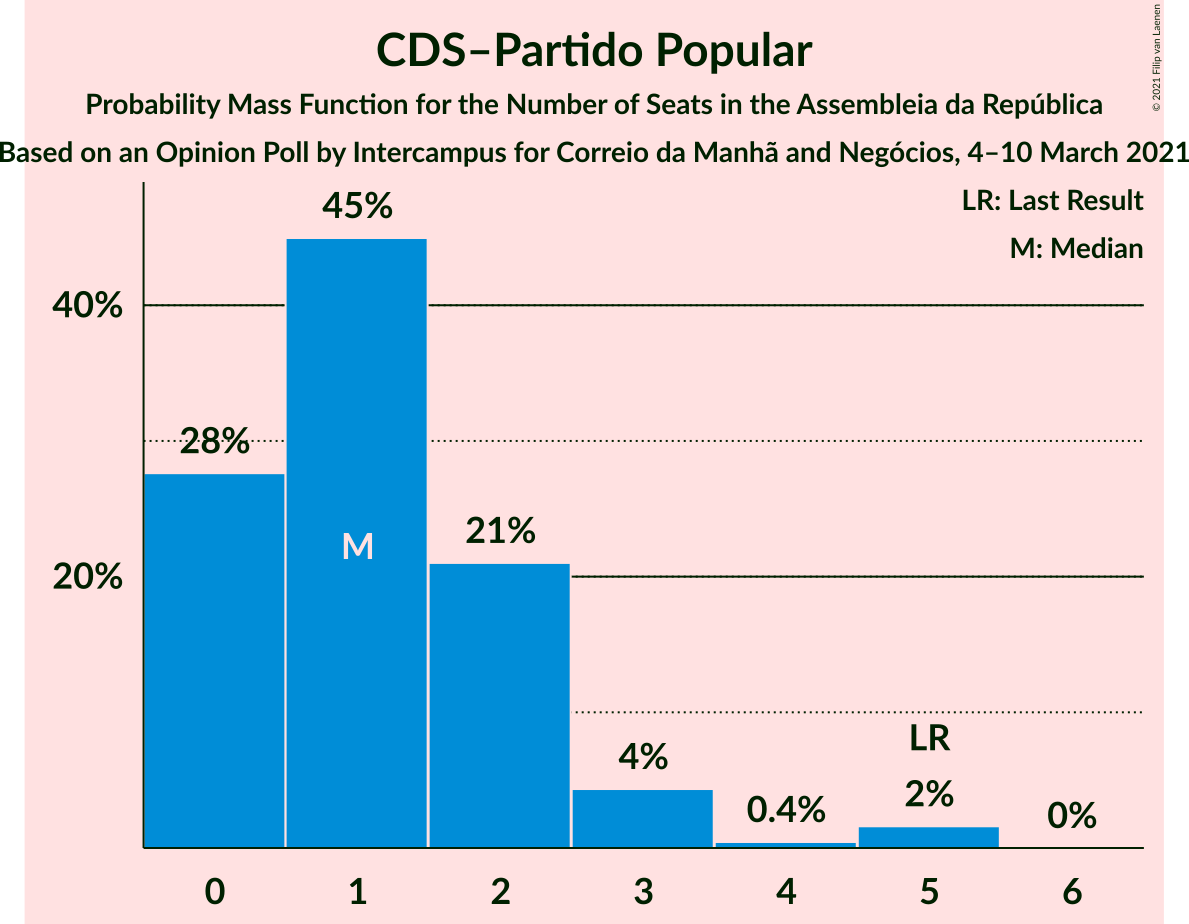 CDS–Partido Popular
Probability Mass Function for the Number of Seats in the Assembleia da República
Based on an Opinion Poll by Intercampus for Correio da Manhã and Negócios, 4–10 March 2021
© 2021 Filip van Laenen
LR: Last Result
M: Median
45%
40%
28%
M
21%
20%
4%
LR
0.4%
2%
0%
0 1 2 3 4 5 6